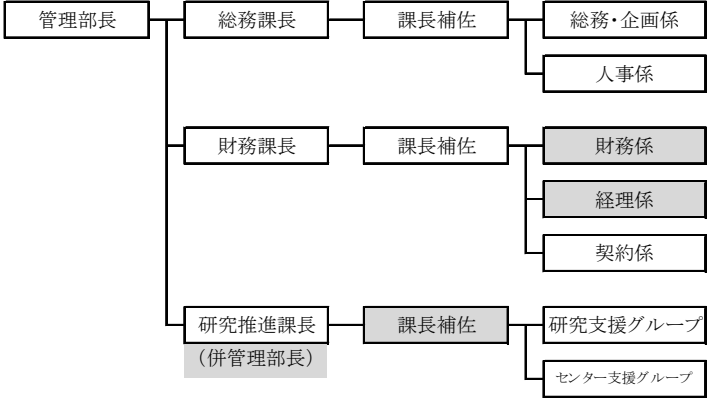 管理部長
総務課長
課長補佐
総務・企画係
人事係
財務課長
課長補佐
財務係
経理係
契約係
研究推進課長
（併管理部長）
課長補佐
研究支援グループ
センター支援グループ